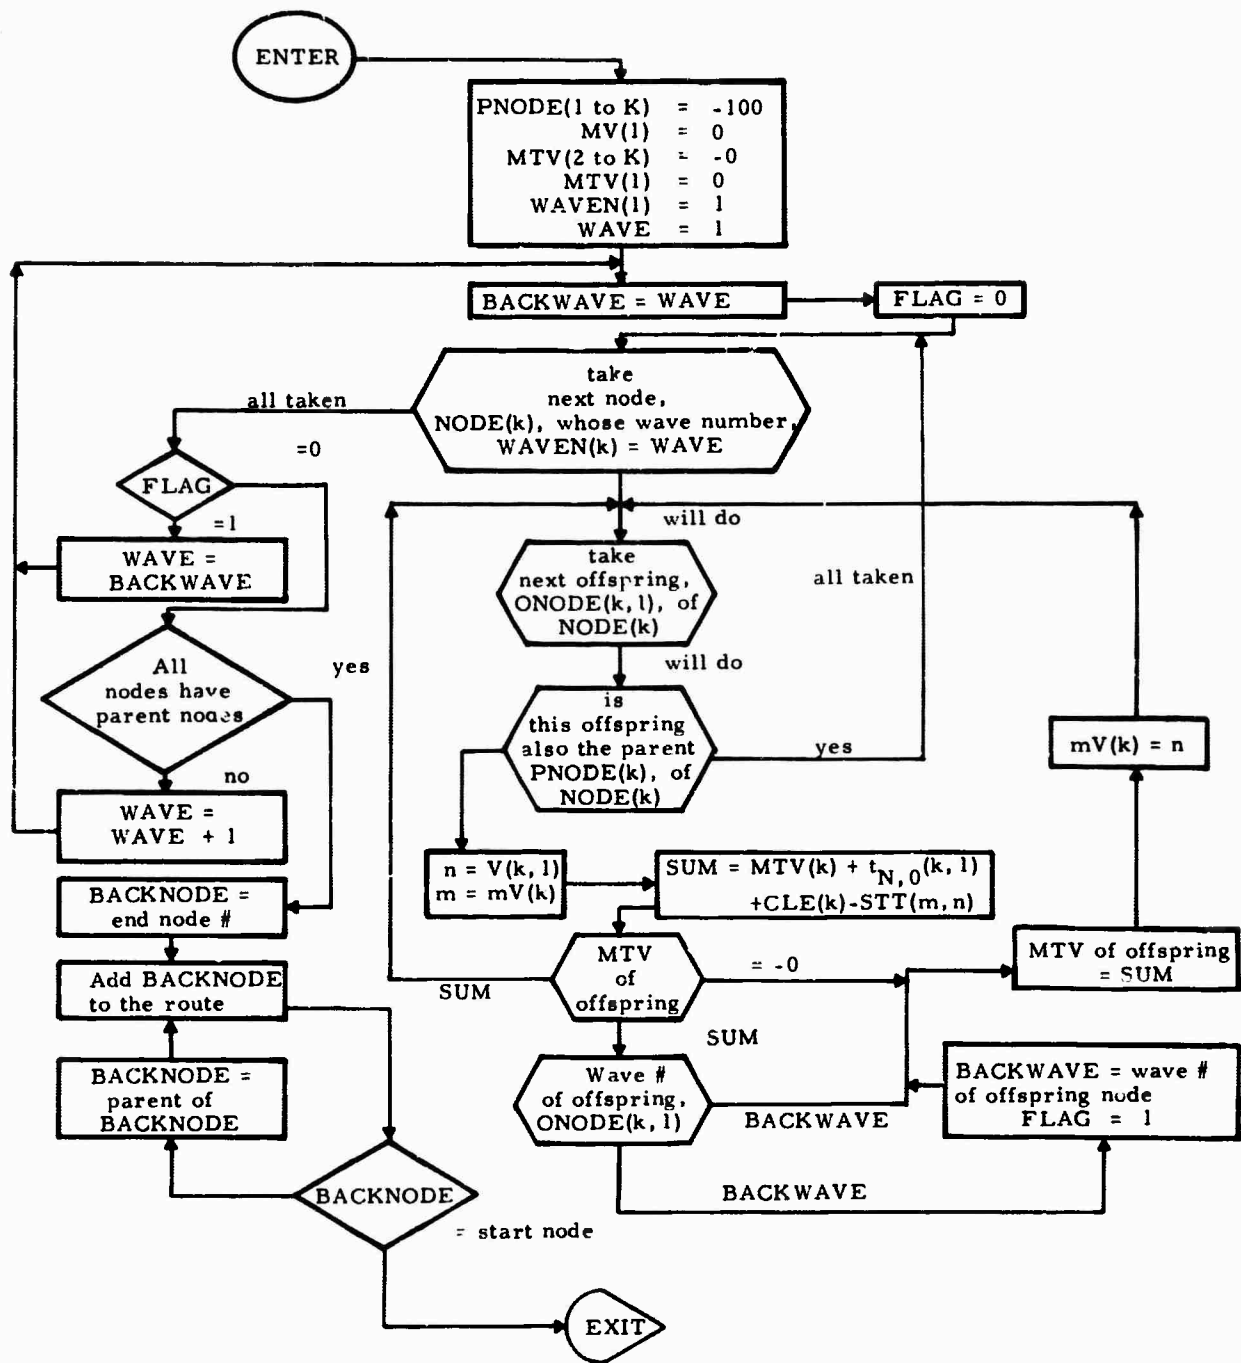 ENTER
PNODE(1 to K) = -100
MV(1) = 0
MTV(2 to K) = -0
MTV(1) = 0
WAVEN(1) = 1
WAVE = 1
BACKWAVE = WAVE
FLAG = 0
take
next node,
NODE(k), whose wave number,
WAVEN(k) = WAVE
all taken
=0
FLAG
=1
WAVE =
BACKWAVE
will do
take
next offspring,
ONODE(k, l), of
NODE(k)
all taken
will do
All
nodes have
parent nodes
yes
no
is
this offspring
also the parent
PNODE(k), of
NODE(k)
yes
mV(k) = n
WAVE =
WAVE + 1
n = V(k, l)
m = mV(k)
SUM = MTV(k) + t N, 0 (k, l)
+CLE(k)-STT(m, n)
BACKNODE =
end node #
MTV
of
offspring
= -0
SUM
SUM
MTV of offspring
= SUM
Add BACKNODE
to the route
BACKNODE =
parent of
BACKNODE
Wave #
of offspring,
ONODE(k, l)
BACKWAVE
BACKWAVE = wave #
of offspring node
FLAG = 1
BACKWAVE
BACKNODE
= start node
EXIT